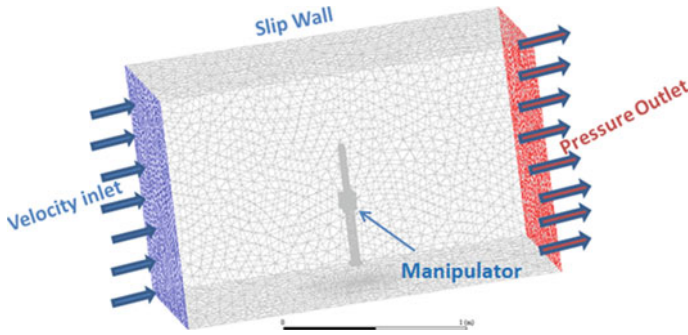 Slip Wall
Velocity inlet
Pressure Outlet
Manipulator
0
1 (m)